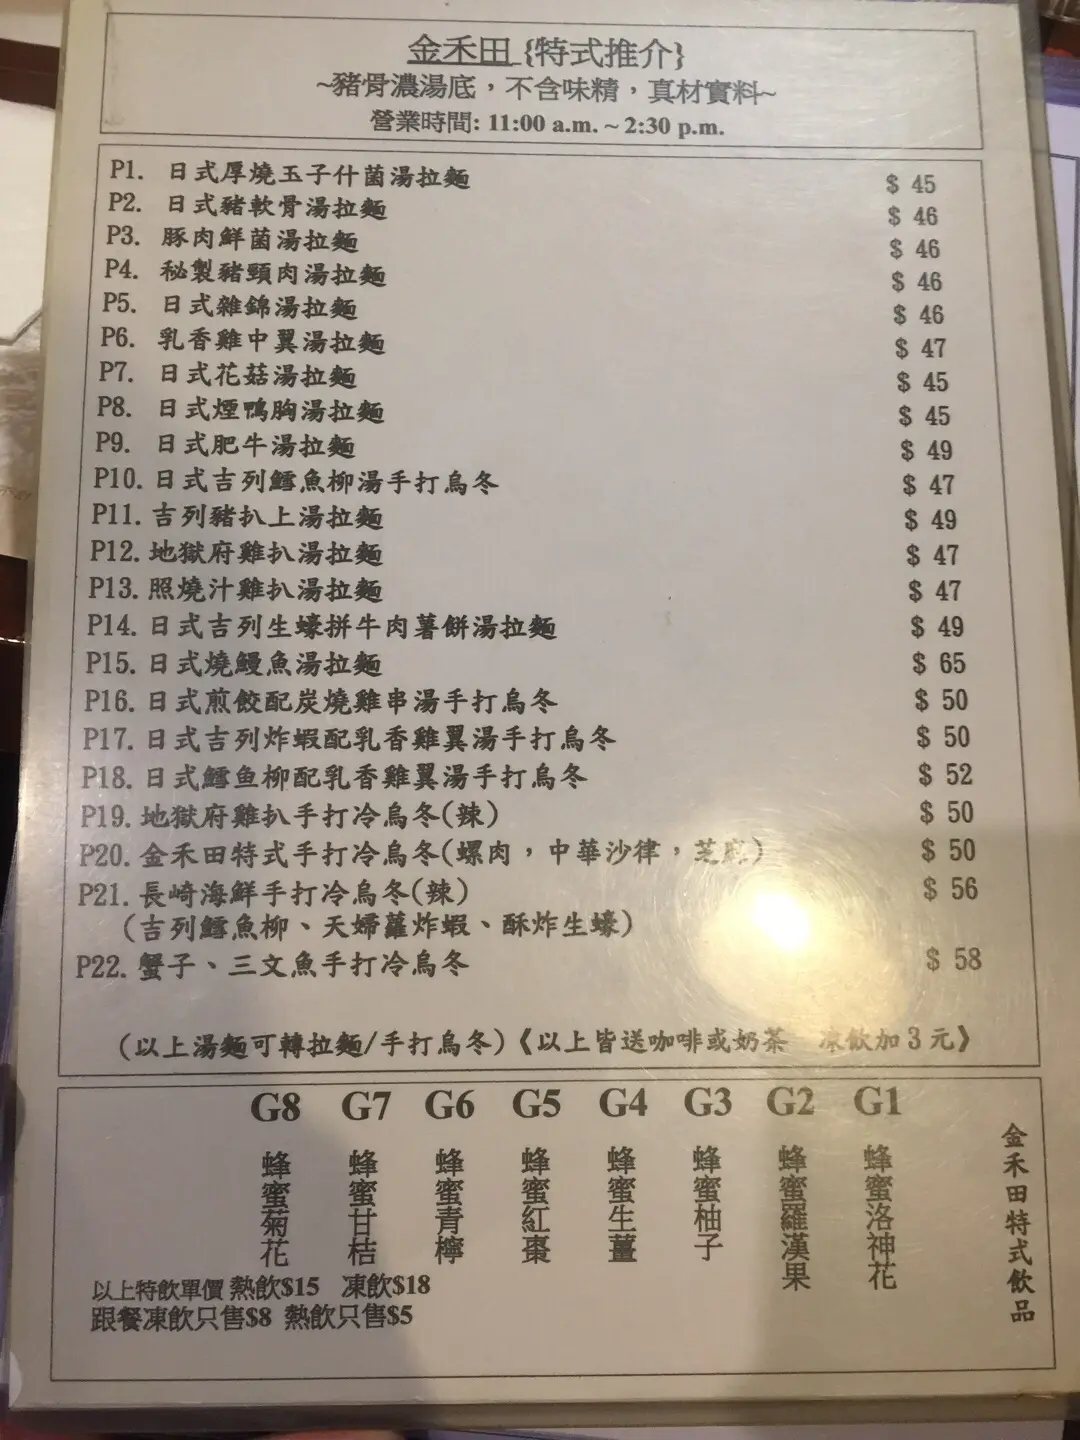 金禾田 {特式推介}
~豬骨濃湯底，不含味精，真材實料~
營業時間: 11:00 a.m. ~ 2:30 p.m.
P1. 日式厚燒玉子什菌湯拉麵 $ 45
P2. 日式豬軟骨湯拉麵 $ 46
P3. 豚肉鮮菌湯拉麵 $ 46
P4. 秘製豬頸肉湯拉麵 $ 46
P5. 日式雜錦湯拉麵 $ 46
P6. 乳香雞中翼湯拉麵 $ 47
P7. 日式花菇湯拉麵 $ 45
P8. 日式煙鴨胸湯拉麵 $ 45
P9. 日式肥牛湯拉麵 $ 49
P10. 日式吉列鱈魚柳湯手打烏冬 $ 47
P11. 吉列豬扒上湯拉麵 $ 49
P12. 地獄府雞扒湯拉麵 $ 47
P13. 照燒汁雞扒湯拉麵 $ 47
P14. 日式吉列生蠔拼牛肉薯餅湯拉麵 $ 49
P15. 日式燒鰻魚湯拉麵 $ 65
P16. 日式煎餃配炭燒雞串湯手打烏冬 $ 50
P17. 日式吉列炸蝦配乳香雞翼湯手打烏冬 $ 50
P18. 日式鱈鱼柳配乳香雞翼湯手打烏冬 $ 52
P19. 地獄府雞扒手打冷烏冬(辣) $ 50
P20. 金禾田特式手打冷烏冬(螺肉，中華沙律，芝麻) $ 50
P21. 長崎海鮮手打冷烏冬(辣) $ 56
(吉列鱈魚柳、天婦蘿炸蝦、酥炸生蠔)
P22. 蟹子、三文魚手打冷烏冬 $ 58
(以上湯麵可轉拉麵/手打烏冬)《以上皆送咖啡或奶茶 凍飲加3元》
金禾田特式飲品
G1 蜂蜜洛神花
G2 蜂蜜羅漢果
G3 蜂蜜柚子
G4 蜂蜜生薑
G5 蜂蜜紅棗
G6 蜂蜜青檸
G7 蜂蜜甘桔
G8 蜂蜜菊花
以上特飲單價 熱飲$15 凍飲$18
跟餐凍飲只售$8 熱飲只售$5